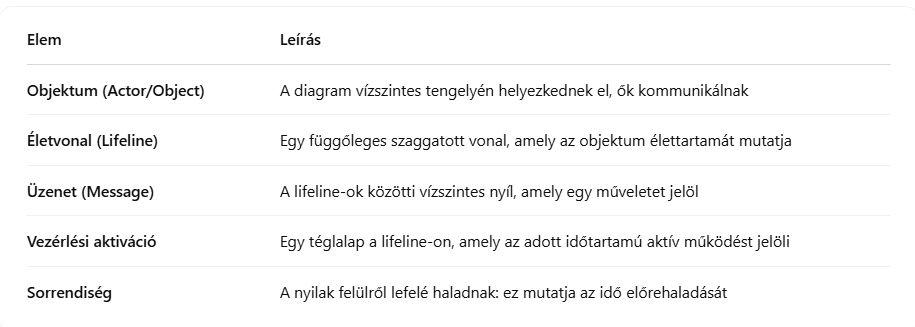 Elem Leírás
Objektum (Actor/Object) A diagram vízszintes tengelyén helyezkednek el, ők kommunikálnak
Életvonal (Lifeline) Egy függőleges szaggatott vonal, amely az objektum élettartamát mutatja
Üzenet (Message) A lifeline-ok közötti vízszintes nyíl, amely egy műveletet jelöl
Vezérlési aktiváció Egy téglalap a lifeline-on, amely az adott időtartamú aktív működést jelöli
Sorrendiség A nyilak felülről lefelé haladnak: ez mutatja az idő előrehaladását